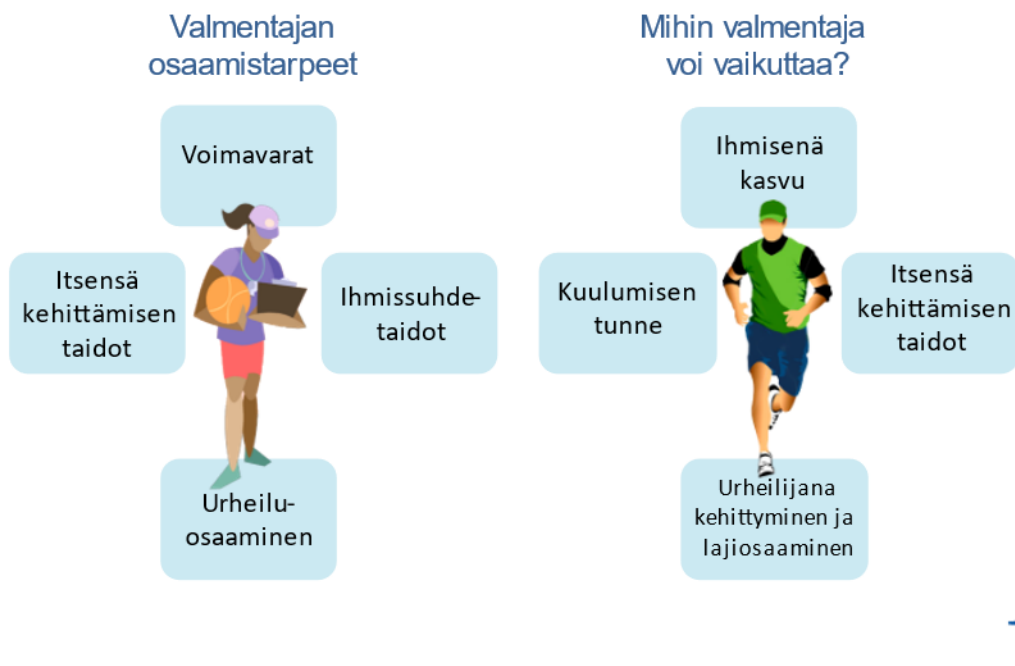 Valmentajan
osaamistarpeet
Voimavarat
Itsensä
kehittämisen
taidot
Ihmissuhde-
taidot
Urheilu-
osaaminen
Mihin valmentaja
voi vaikuttaa?
Ihmisenä
kasvu
Kuulumisen
tunne
Itsensä
kehittämisen
taidot
Urheilijana
kehittyminen ja
lajiosaaminen